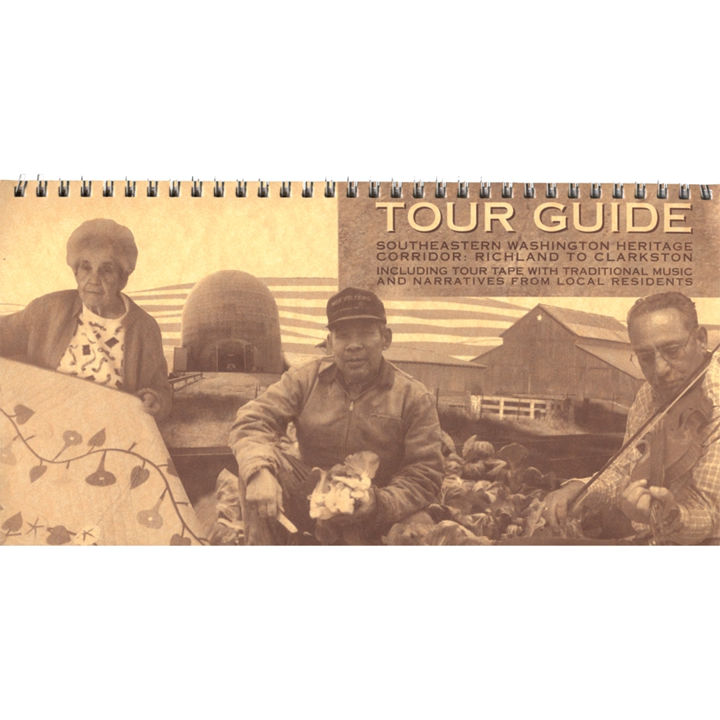 TOUR GUIDE
SOUTHEASTERN WASHINGTON HERITAGE
CORRIDOR: RICHLAND TO CLARKSTON
INCLUDING TOUR TAPE WITH TRADITIONAL MUSIC
AND NARRATIVES FROM LOCAL RESIDENTS